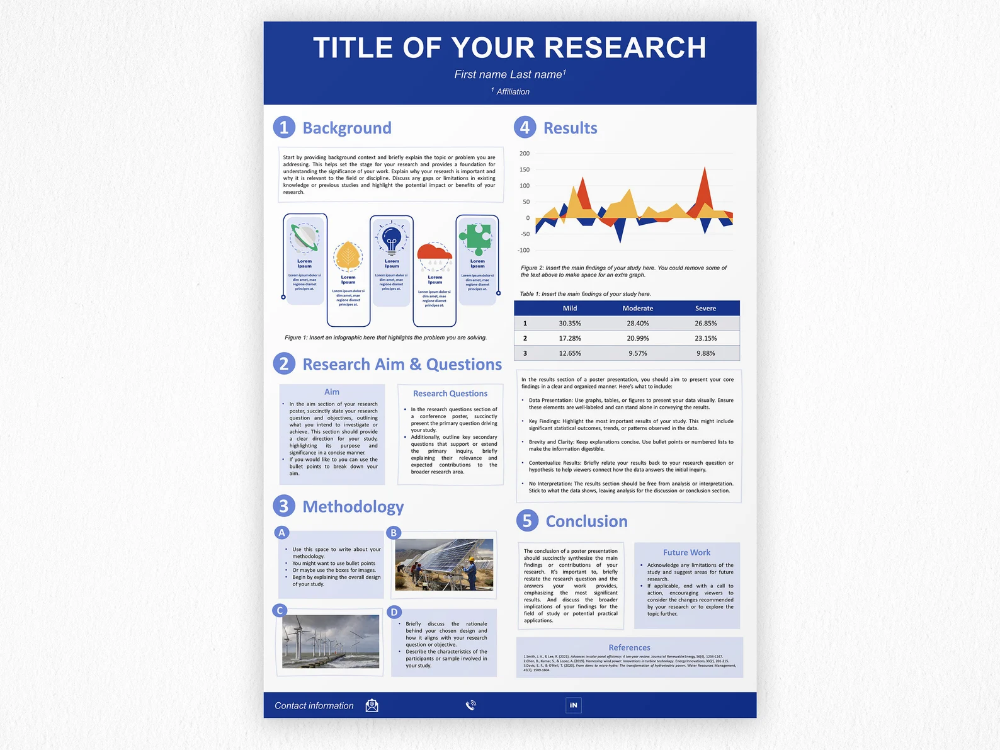 TITLE OF YOUR RESEARCH
First name Last name¹
¹ Affiliation
1 Background
Start by providing background context and briefly explain the topic or problem you are
addressing. This helps set the stage for your research and provides a foundation for
understanding the significance of your work. Explain why your research is important and
why it is relevant to the field or discipline. Discuss any gaps or limitations in existing
knowledge or previous studies and highlight the potential impact or benefits of your
research.
Lorem
Ipsum
Lorem ipsum dolor si
dim amet, mae
regione diamet
principes at.
Lorem
Ipsum
Lorem ipsum dolor si
dim amet, mae
regione diamet
principes at.
Lorem
Ipsum
Lorem ipsum dolor si
dim amet, mae
regione diamet
principes at.
Lorem
Ipsum
Lorem ipsum dolor si
dim amet, mae
regione diamet
principes at.
Lorem
Ipsum
Lorem ipsum dolor si
dim amet, mae
regione diamet
principes at.
Figure 1: Insert an infographic here that highlights the problem you are solving.
2 Research Aim & Questions
Aim
• In the aim section of your research
poster, succinctly state your research
question and objectives, outlining
what you intend to investigate or
achieve. This section should provide
a clear direction for your study,
highlighting its purpose and
significance in a concise manner.
• If you would like to you can use the
bullet points to break down your
aim.
Research Questions
• In the research questions section of
a conference poster, succinctly
present the primary question driving
your study.
• Additionally, outline key secondary
questions that support or extend
the primary inquiry, briefly
explaining their relevance and
expected contributions to the
broader research area.
3 Methodology
A
• Use this space to write about your
methodology.
• You might want to use bullet points
• Or maybe use the boxes for images.
• Begin by explaining the overall design
of your study.
B
C
D
• Briefly discuss the rationale
behind your chosen design and
how it aligns with your research
question or objective.
• Describe the characteristics of the
participants or sample involved in
your study.
4 Results
200
150
100
50
0
-50
-100
Figure 2: Insert the main findings of your study here. You could remove some of
the text above to make space for an extra graph.
Table 1: Insert the main findings of your study here.
Mild Moderate Severe
1 30.35% 28.40% 26.85%
2 17.28% 20.99% 23.15%
3 12.65% 9.57% 9.88%
In the results section of a poster presentation, you should aim to present your core
findings in a clear and organized manner. Here's what to include:
• Data Presentation: Use graphs, tables, or figures to present your data visually. Ensure
these elements are well-labeled and can stand alone in conveying the results.
• Key Findings: Highlight the most important results of your study. This might include
significant statistical outcomes, trends, or patterns observed in the data.
• Brevity and Clarity: Keep explanations concise. Use bullet points or numbered lists to
make the information digestible.
• Contextualize Results: Briefly relate your results back to your research question or
hypothesis to help viewers connect how the data answers the initial inquiry.
• No Interpretation: The results section should be free from analysis or interpretation.
Stick to what the data shows, leaving analysis for the discussion or conclusion section.
5 Conclusion
The conclusion of a poster presentation
should succinctly synthesize the main
findings or contributions of your
research. It's important to, briefly
restate the research question and the
answers your work provides,
emphasizing the most significant
results. And discuss the broader
implications of your findings for the
field of study or potential practical
applications.
Future Work
• Acknowledge any limitations of the
study and suggest areas for future
research.
• If applicable, end with a call to
action, encouraging viewers to
consider the changes recommended
by your research or to explore the
topic further.
References
1.Smith, J. A., & Lee, R. (2021). Advances in solar panel efficiency: A ten-year review. Journal of Renewable Energy, 56(4), 1234-1247.
2.Chen, B., Kumar, S., & Lopez, A. (2019). Harnessing wind power: Innovations in turbine technology. Energy Innovations, 33(2), 201-215.
3.Davis, E. F., & O'Neil, T. (2020). From dams to micro-hydro: The transformation of hydroelectric power. Water Resources Management,
45(7), 1589-1604.
Contact information
iN